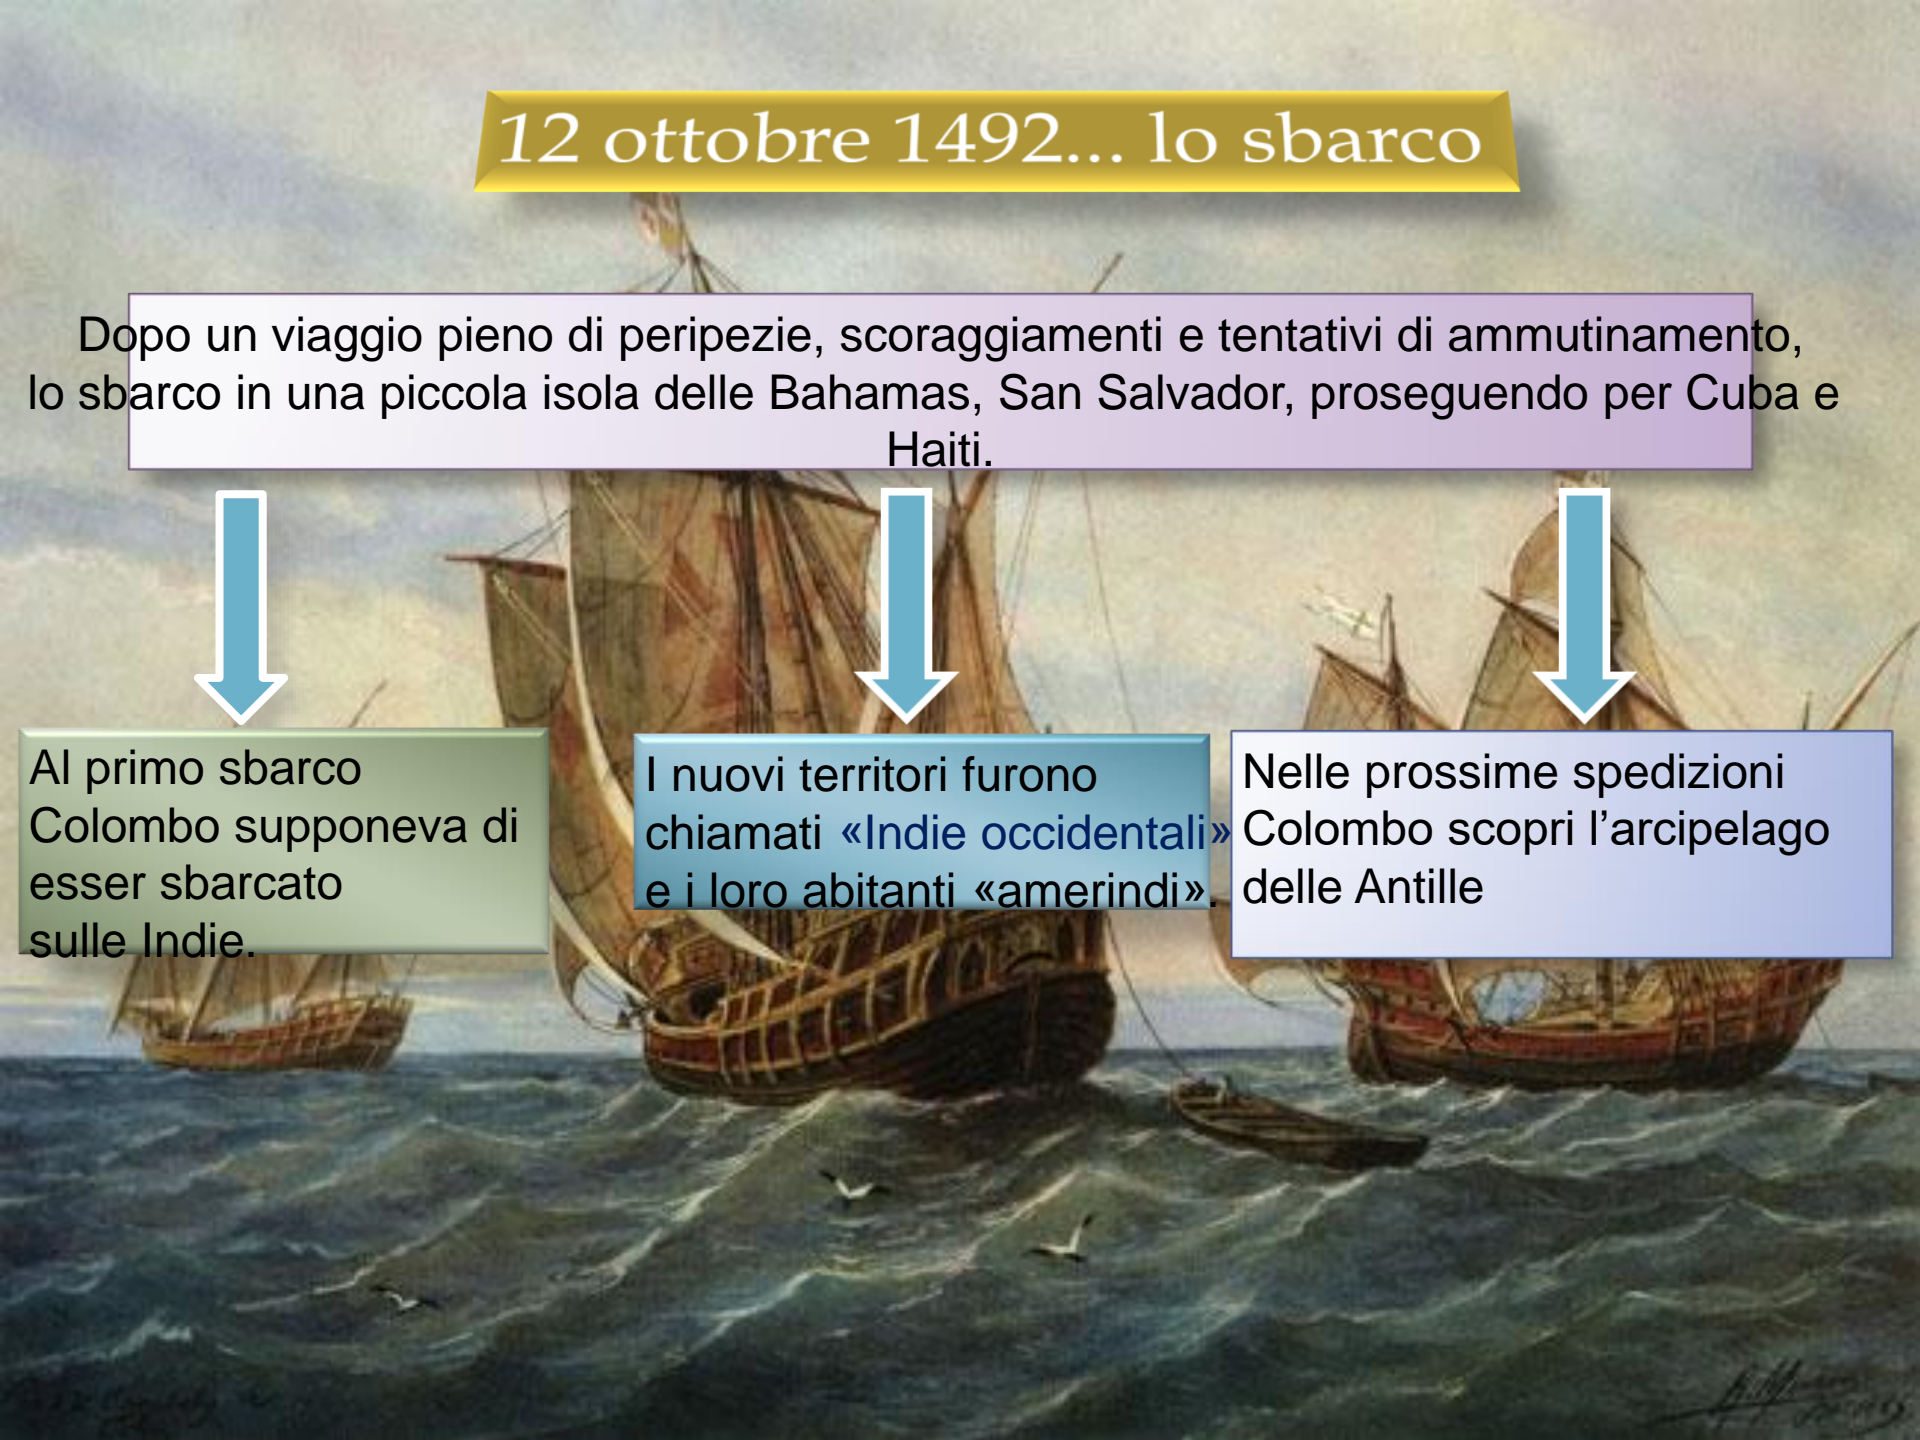 12 ottobre 1492... lo sbarco
Dopo un viaggio pieno di peripezie, scoraggiamenti e tentativi di ammutinamento,
lo sbarco in una piccola isola delle Bahamas, San Salvador, proseguendo per Cuba e
Haiti.
Al primo sbarco
Colombo supponeva di
esser sbarcato
sulle Indie.
I nuovi territori furono
chiamati «Indie occidentali»
e i loro abitanti «amerindi».
Nelle prossime spedizioni
Colombo scopri l’arcipelago
delle Antille